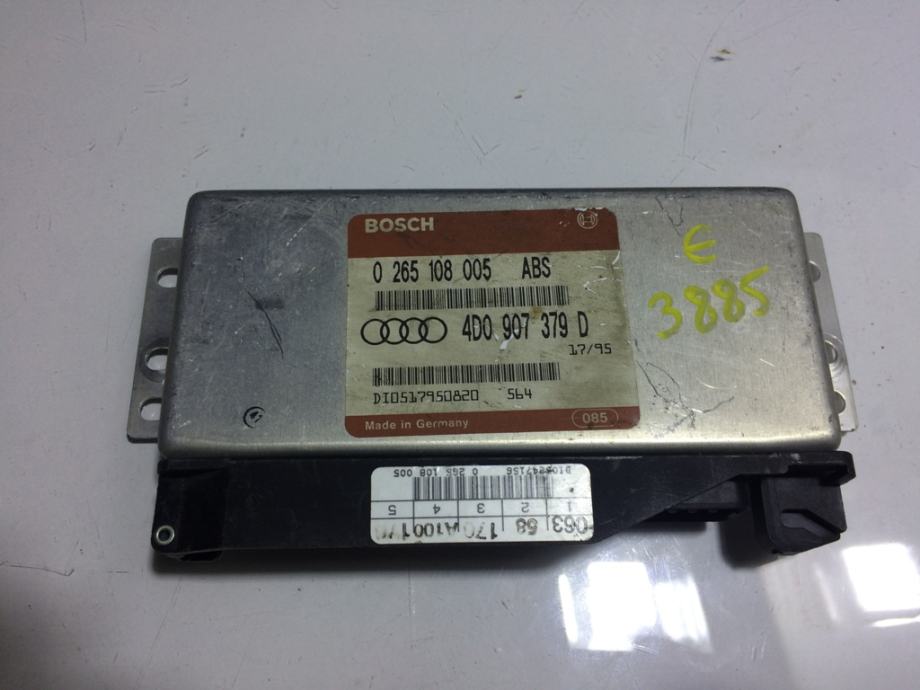 BOSCH
0 265 108 005 ABS
4D0 907 379 D
17/95
DI0517950820 564
Made in Germany 085
E
3885
0 265 108 005
1 2 3 4 5
063 58 170